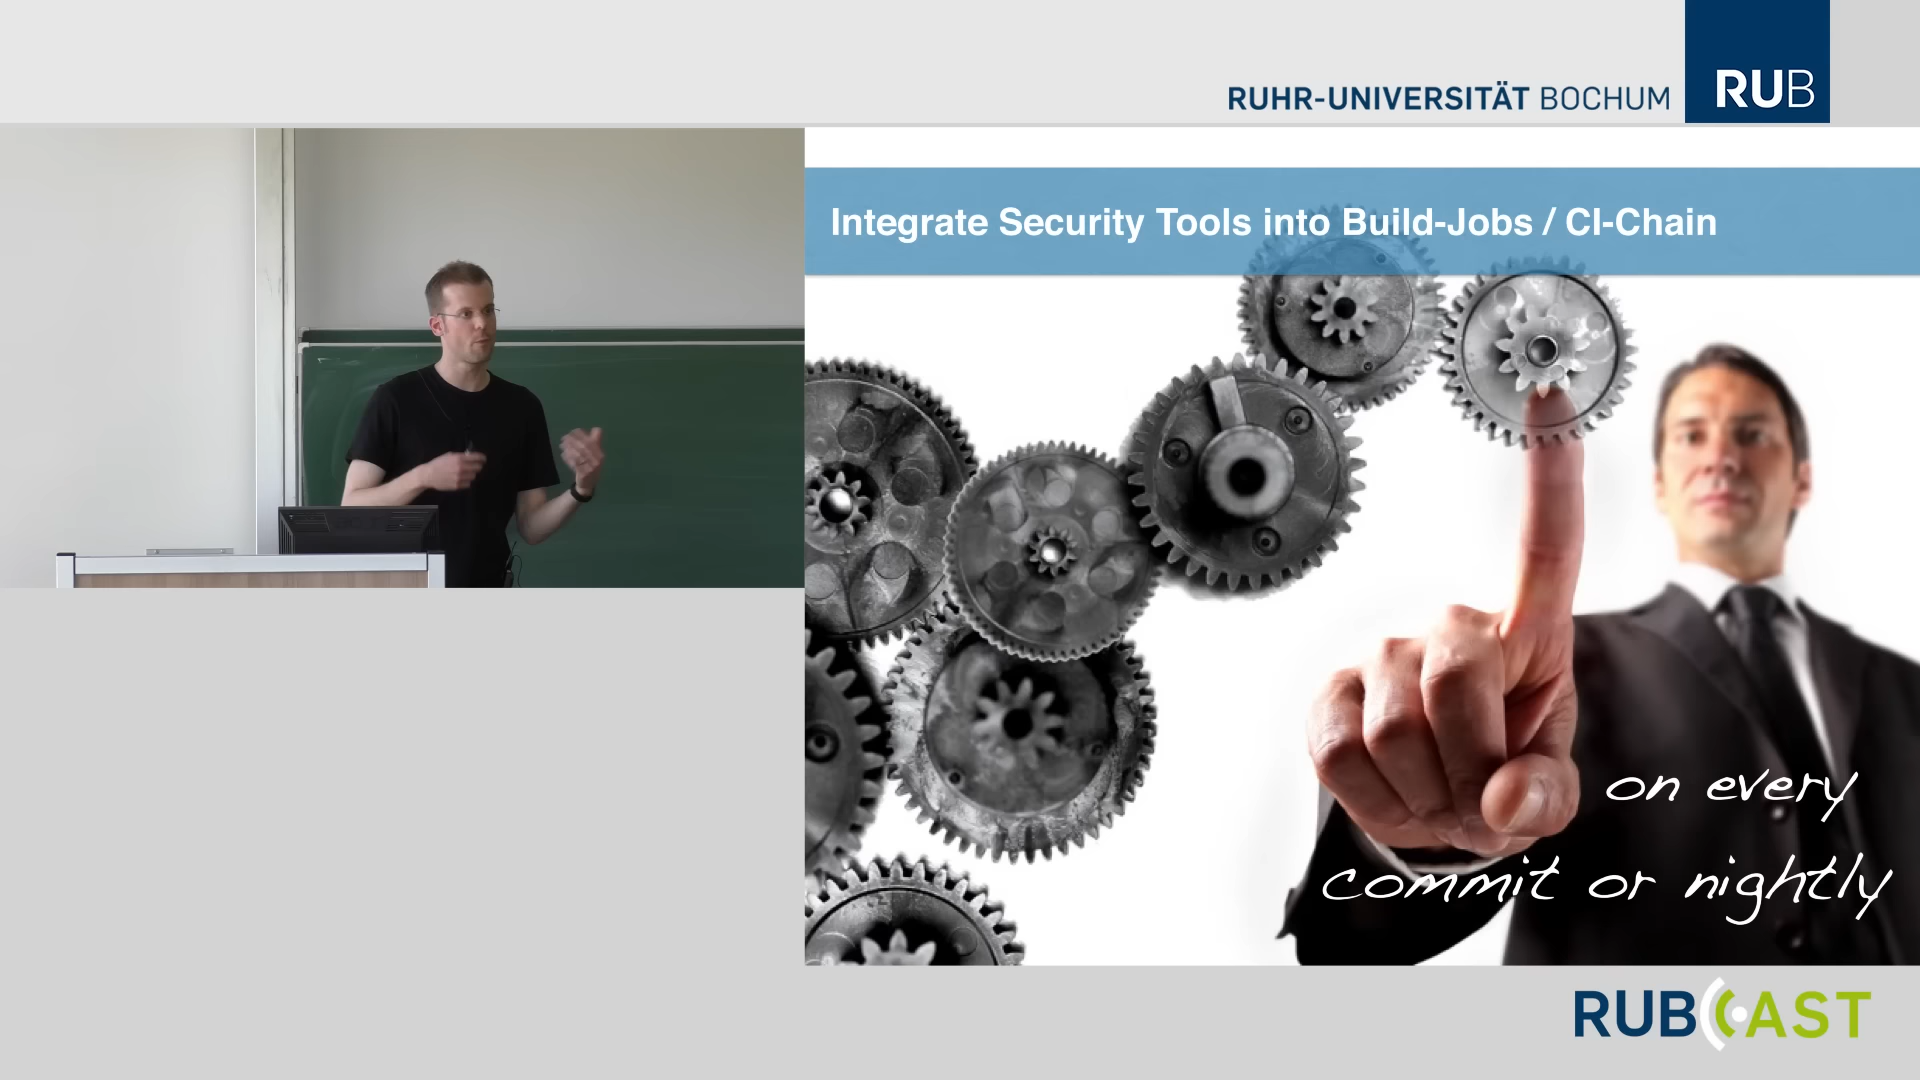 RUHR-UNIVERSITÄT BOCHUM
RUB
Integrate Security Tools into Build-Jobs / CI-Chain
on every
commit or nightly
RUBCAST